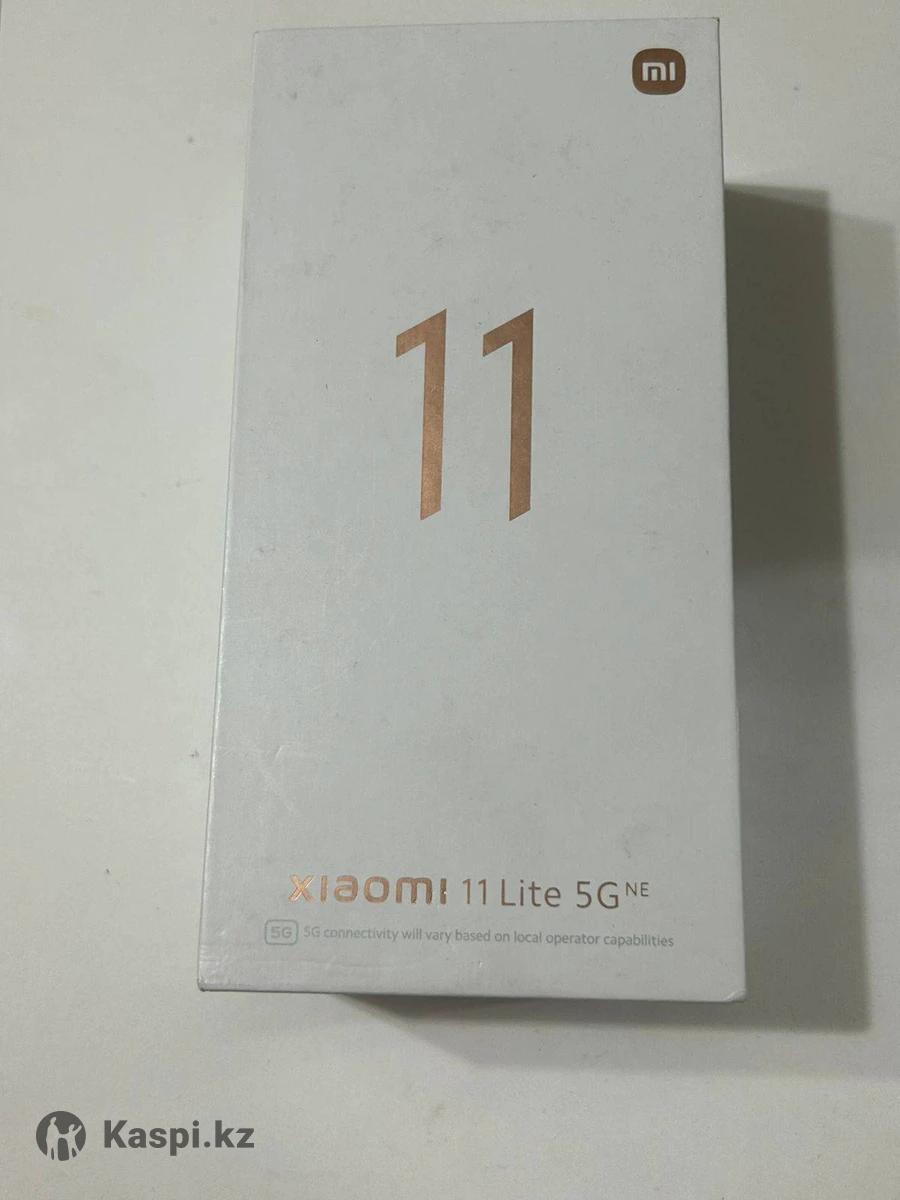 mi
11
xiaomi 11 Lite 5G NE
5G 5G connectivity will vary based on local operator capabilities
Kaspi.kz